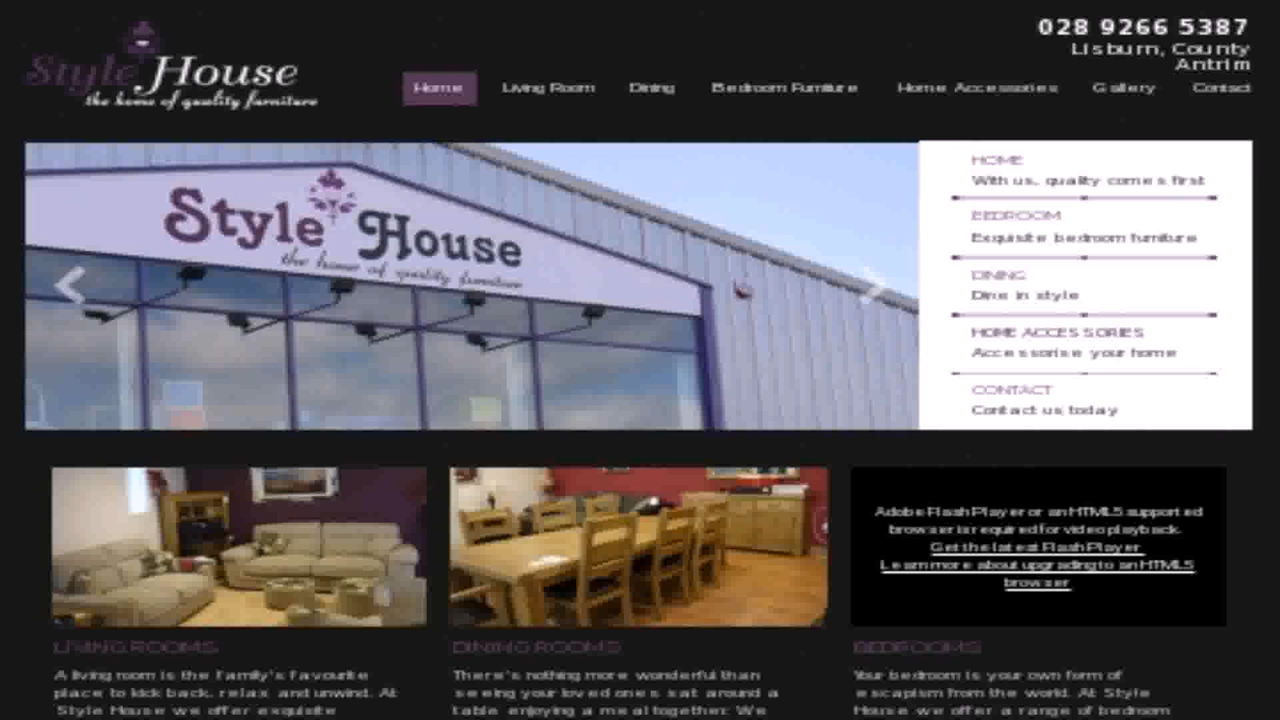 028 9266 5387
Lisburn, County
Antrim
Style House
the home of quality furniture
Home Living Room Dining Bedroom Furniture Home Accessories Gallery Contact
Style House
the home of quality furniture
HOME
With us, quality comes first
BEDROOM
Exquisite bedroom furniture
DINING
Dine in style
HOME ACCESSORIES
Accessorise your home
CONTACT
Contact us today
Adobe Flash Player or an HTML5 supported
browser is required for video playback.
Get the latest Flash Player
Learn more about upgrading to an HTML5
browser
LIVING ROOMS
A living room is the family's favourite
place to kick back, relax and unwind. At
Style House we offer exquisite
DINING ROOMS
There's nothing more wonderful than
seeing your loved ones sat around a
table enjoying a meal together. We
BEDROOMS
Your bedroom is your own form of
escapism from the world. At Style
House we offer a range of bedroom